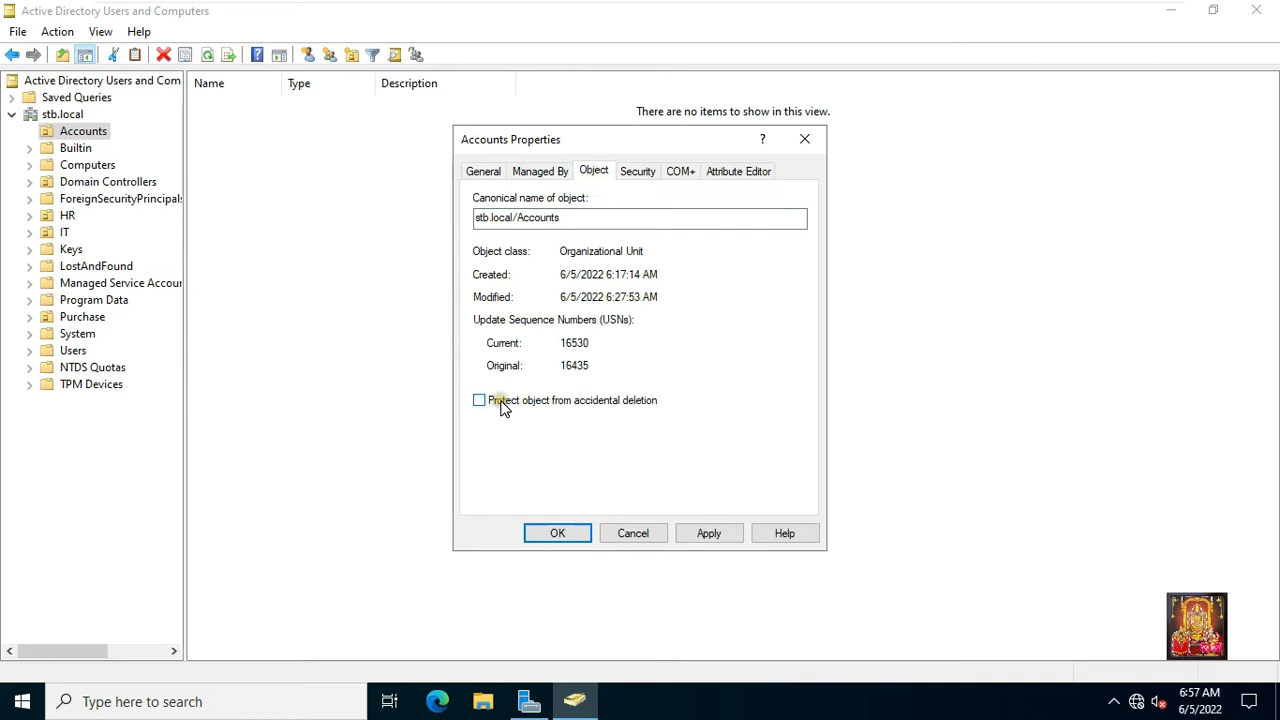 Active Directory Users and Computers
File Action View Help
Active Directory Users and Com
Saved Queries
stb.local
Accounts
Builtin
Computers
Domain Controllers
ForeignSecurityPrincipals
HR
IT
Keys
LostAndFound
Managed Service Accour
Program Data
Purchase
System
Users
NTDS Quotas
TPM Devices
Name Type Description
There are no items to show in this view.
Accounts Properties ?
General Managed By Object Security COM+ Attribute Editor
Canonical name of object:
stb.local/Accounts
Object class: Organizational Unit
Created: 6/5/2022 6:17:14 AM
Modified: 6/5/2022 6:27:53 AM
Update Sequence Numbers (USNs):
Current: 16530
Original: 16435
Protect object from accidental deletion
OK Cancel Apply Help
Type here to search
6:57 AM
6/5/2022